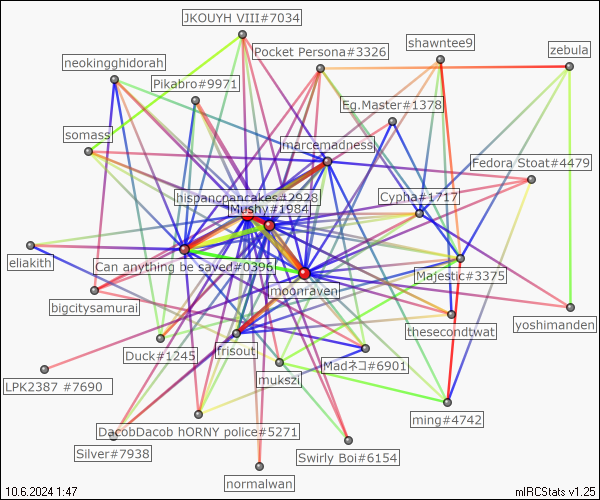 JKOUYH VIII#7034
shawntee9
Pocket Persona#3326
zebula
neokingghidorah
Pikabro#9971
Eg.Master#1378
somass
marcemadness
Fedora Stoat#4479
hispancpancakes#2928
Cypha#1717
Mushy#1984
eliakith
Can anything be saved#0396
Majestic#3375
moonraven
bigcitysamurai
yoshimanden
thesecondtwat
Duck#1245
frisout
Madネコ#6901
mukszi
LPK2387 #7690
ming#4742
DacobDacob hORNY police#5271
Silver#7938
Swirly Boi#6154
normalwan
10.6.2024 1:47
mIRCStats v1.25